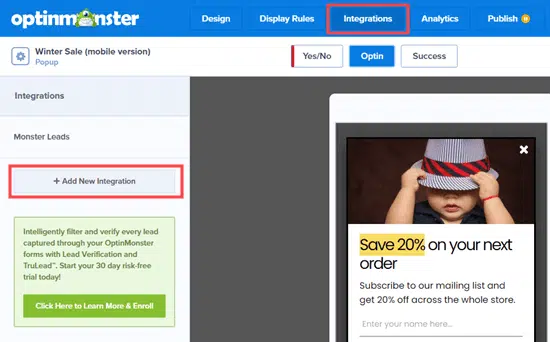 optinmonster
Design
Display Rules
Integrations
Analytics
Publish
Winter Sale (mobile version)
Popup
Yes/No
Optin
Success
Integrations
Monster Leads
+ Add New Integration
Intelligently filter and verify every lead
captured through your OptinMonster
forms with Lead Verification and
TruLead™. Start your 30 day risk-free
trial today!
Click Here to Learn More & Enroll
Save 20% on your next
order
Subscribe to our mailing list and
get 20% off across the whole store.
Enter your name here...